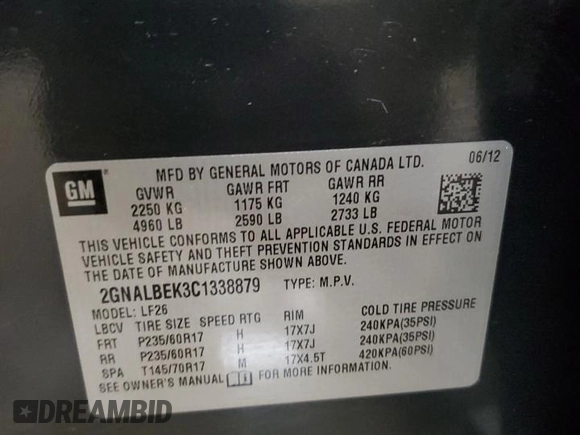 MFD BY GENERAL MOTORS OF CANADA LTD. 06/12
GM
GVWR GAWR FRT GAWR RR
2250 KG 1175 KG 1240 KG
4960 LB 2590 LB 2733 LB
THIS VEHICLE CONFORMS TO ALL APPLICABLE U.S. FEDERAL MOTOR
VEHICLE SAFETY AND THEFT PREVENTION STANDARDS IN EFFECT ON
THE DATE OF MANUFACTURE SHOWN ABOVE.
2GNALBEK3C1338879 TYPE: M.P.V.
MODEL: LF26
LBCV TIRE SIZE SPEED RTG RIM COLD TIRE PRESSURE
FRT P235/60R17 H 17X7J 240KPA(35PSI)
RR P235/60R17 H 17X7J 240KPA(35PSI)
SPA T145/70R17 M 17X4.5T 420KPA(60PSI)
SEE OWNER'S MANUAL FOR MORE INFORMATION.
DREAMBID